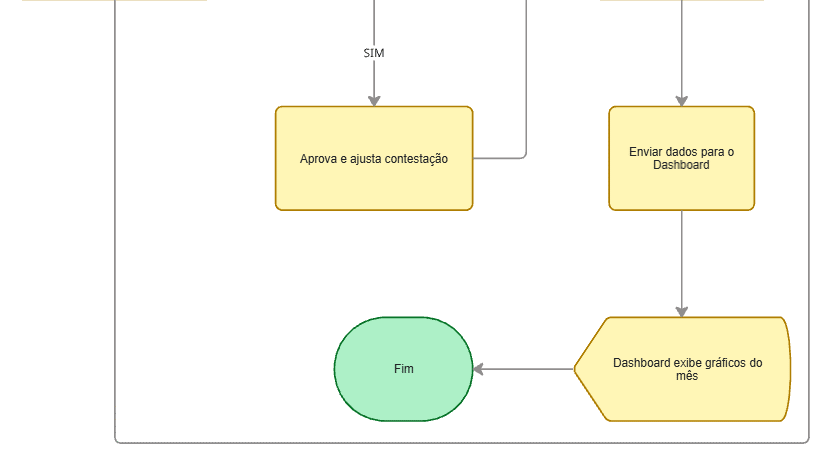 SIM
Aprova e ajusta contestação
Enviar dados para o
Dashboard
Dashboard exibe gráficos do
mês
Fim